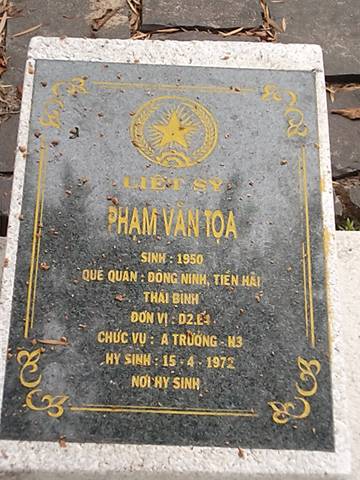 LIỆT SỸ
PHẠM VĂN TỌA
SINH : 1950
QUÊ QUÁN : ĐÔNG NINH, TIỀN HẢI
THÁI BÌNH
ĐƠN VỊ : D2.E4
CHỨC VỤ : A TRƯỞNG - H3
HY SINH : 15 - 4 - 1972
NƠI HY SINH